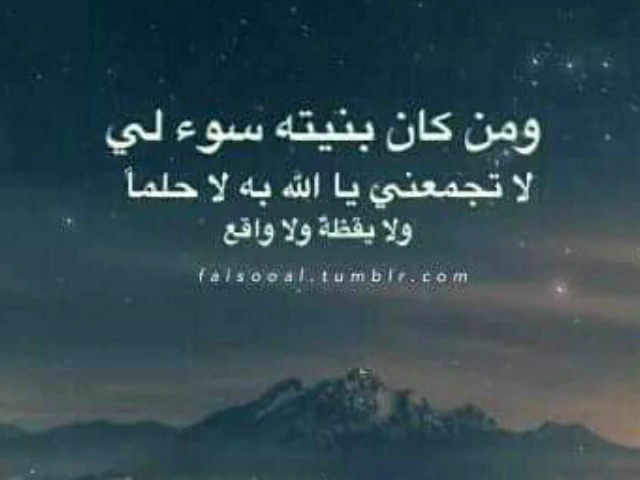 ومن كان بنيته سوء لي
لا تجمعني يا الله به لا حلماً
ولا يقظة ولا واقع
falsooal.tumblr.com